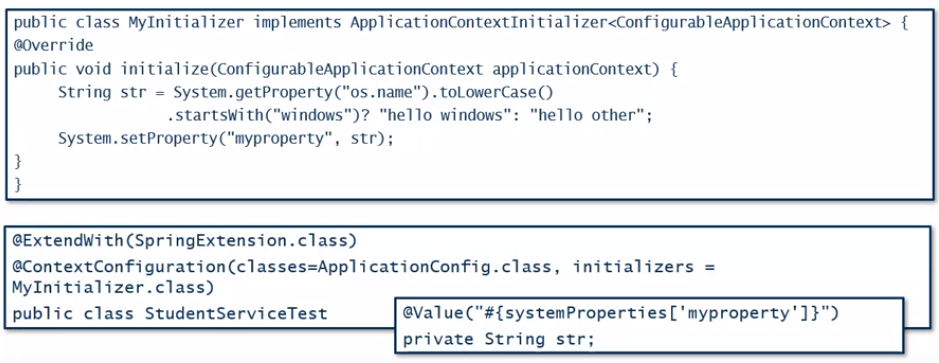 public class MyInitializer implements ApplicationContextInitializer<ConfigurableApplicationContext> {
@Override
public void initialize(ConfigurableApplicationContext applicationContext) {
String str = System.getProperty("os.name").toLowerCase()
.startsWith("windows")? "hello windows": "hello other";
System.setProperty("myproperty", str);
}
}
@ExtendWith(SpringExtension.class)
@ContextConfiguration(classes=ApplicationConfig.class, initializers =
MyInitializer.class)
public class StudentServiceTest
@Value("#{systemProperties['myproperty']}")
private String str;